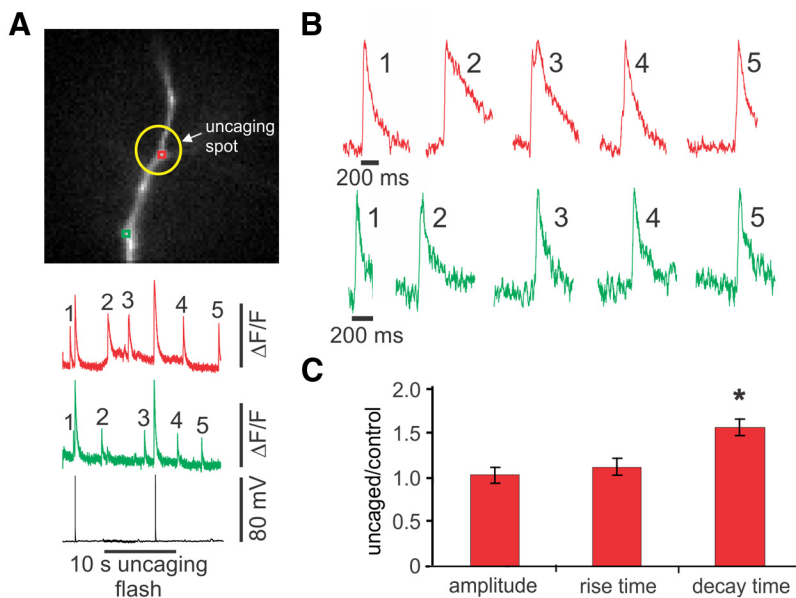 A
uncaging
spot
1 2 3 4 5
ΔF/F
1 2 3 4 5
ΔF/F
80 mV
10 s uncaging
flash
B
1 2 3 4 5
200 ms
1 2 3 4 5
200 ms
C
uncaged/control
2.0
1.5
1.0
0.5
0
*
amplitude rise time decay time